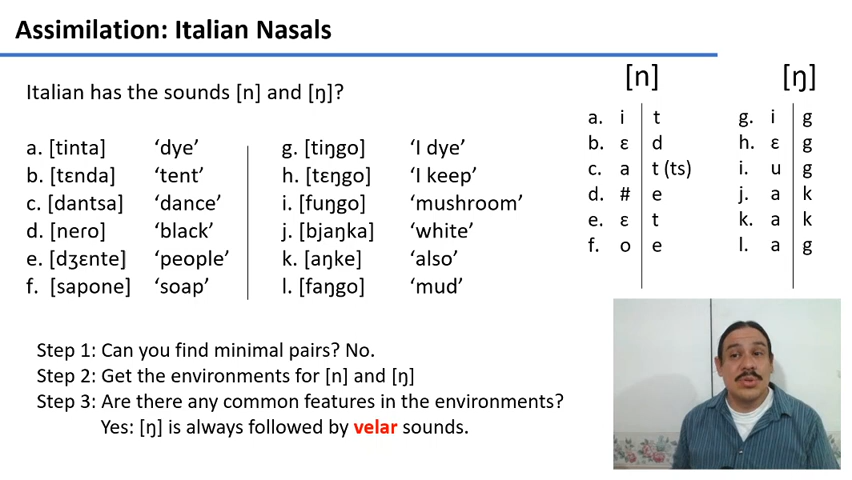 Assimilation: Italian Nasals
Italian has the sounds [n] and [ŋ]?
a. [tinta] ‘dye’
b. [tɛnda] ‘tent’
c. [dantsa] ‘dance’
d. [neɾo] ‘black’
e. [dʒɛnte] ‘people’
f. [sapone] ‘soap’
g. [tiŋgo] ‘I dye’
h. [tɛŋgo] ‘I keep’
i. [fuŋgo] ‘mushroom’
j. [bjaŋka] ‘white’
k. [aŋke] ‘also’
l. [faŋgo] ‘mud’
[n]
a. i t
b. ɛ d
c. a t (ts)
d. # e
e. ɛ t
f. o e
[ŋ]
g. i g
h. ɛ g
i. u g
j. a k
k. a k
l. a g
Step 1: Can you find minimal pairs? No.
Step 2: Get the environments for [n] and [ŋ]
Step 3: Are there any common features in the environments?
Yes: [ŋ] is always followed by velar sounds.